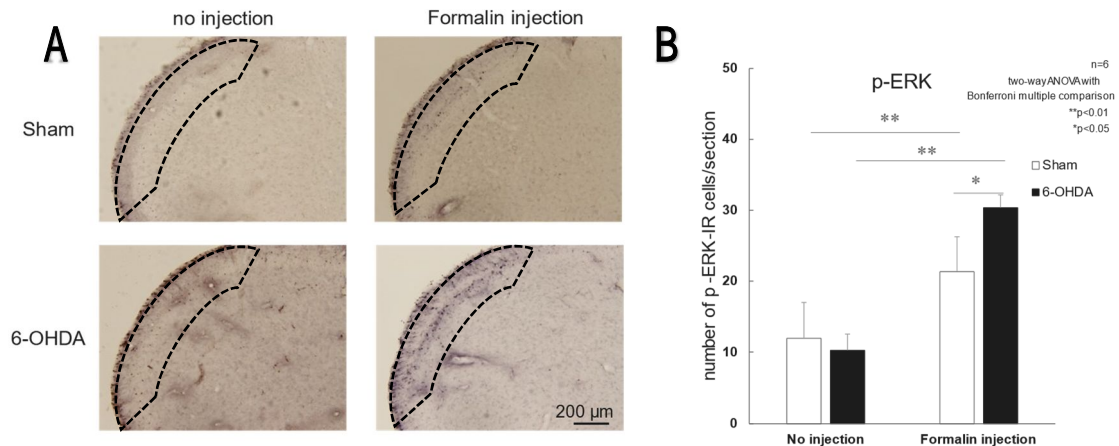 A
no injection
Formalin injection
Sham
6-OHDA
200 µm
B
p-ERK
n=6
two-wayANOVAwith
Bonferroni multiple comparison
**p<0.01
*p<0.05
**
**
*
Sham
6-OHDA
number of p -ERK-IR cells/section
50
40
30
20
10
0
No injection
Formalin injection